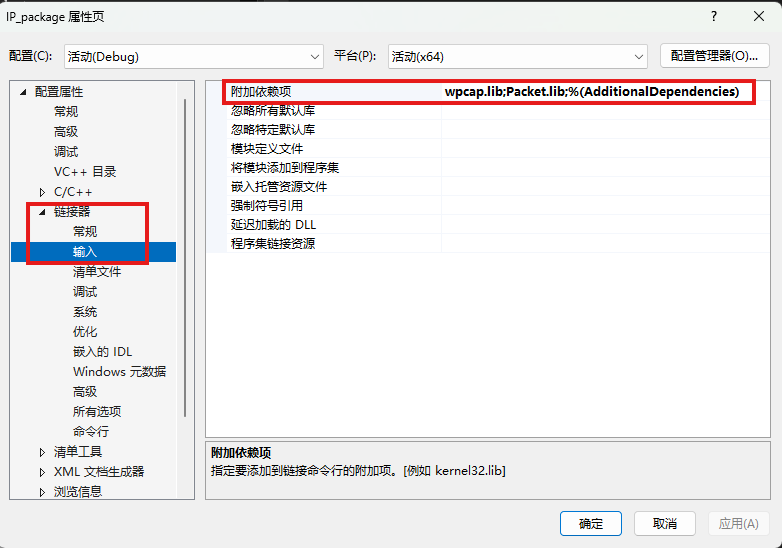 IP_package 属性页
? ×
配置(C): 活动(Debug) 平台(P): 活动(x64) 配置管理器(O)...
配置属性
常规
高级
调试
VC++ 目录
C/C++
链接器
常规
输入
清单文件
调试
系统
优化
嵌入的 IDL
Windows 元数据
高级
所有选项
命令行
清单工具
XML 文档生成器
浏览信息
附加依赖项 wpcap.lib;Packet.lib;%(AdditionalDependencies)
忽略所有默认库
忽略特定默认库
模块定义文件
将模块添加到程序集
嵌入托管资源文件
强制符号引用
延迟加载的 DLL
程序集链接资源
附加依赖项
指定要添加到链接命令行的附加项。[例如 kernel32.lib]
确定 取消 应用(A)